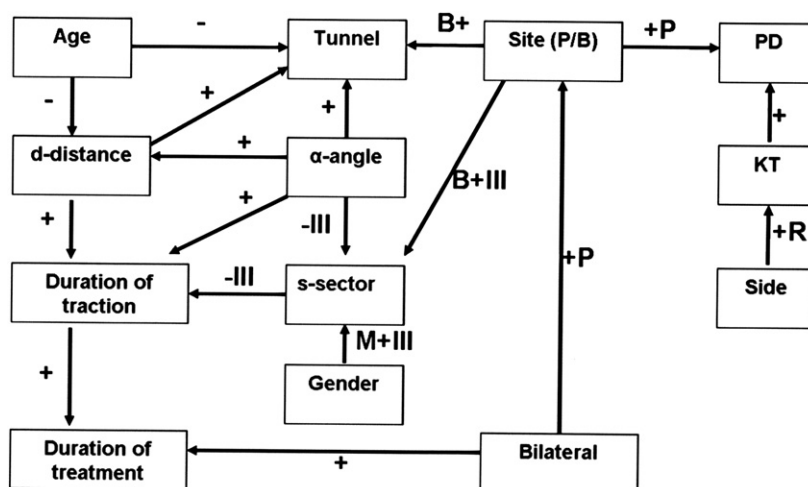 Age
-
Tunnel
B+
Site (P/B)
+P
PD
-
+
+
+
d-distance
+
α-angle
B+III
KT
+
+
-III
+P
+R
Duration of
traction
-III
s-sector
Side
M+III
+
Gender
Duration of
treatment
+
Bilateral